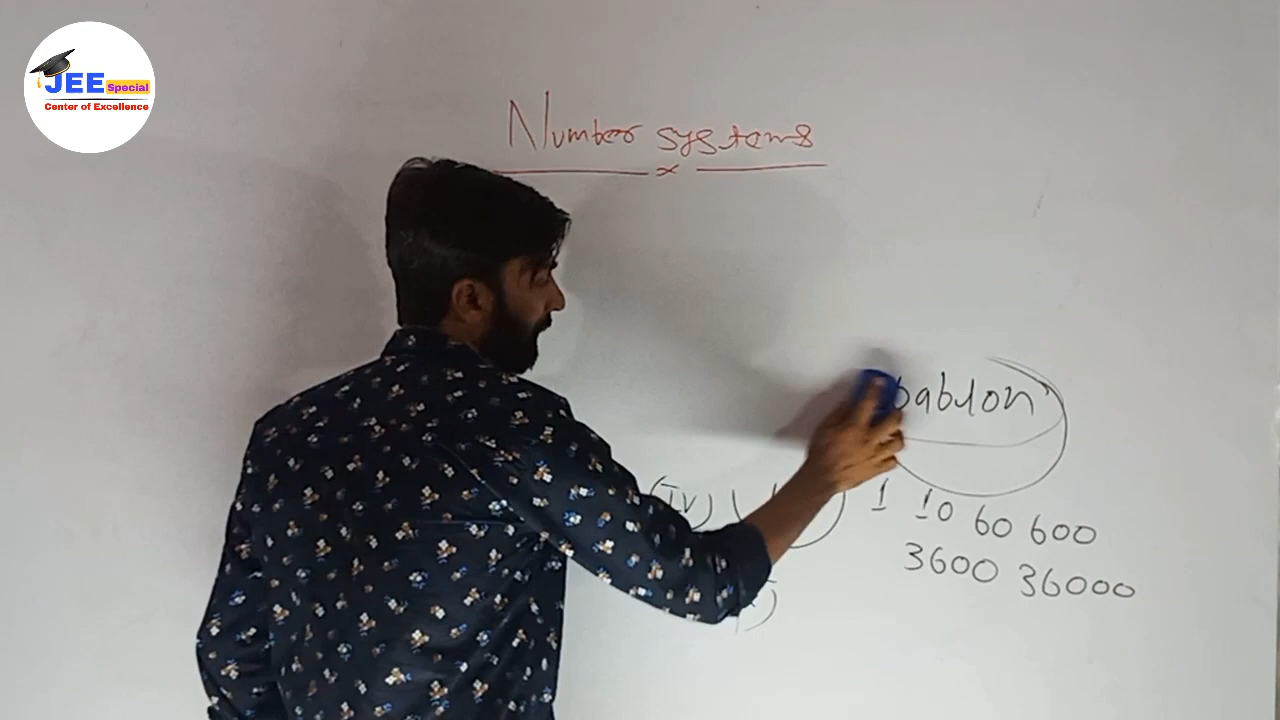 JEE Special
Center of Excellence
Number systems
babylon
(IV)
1 10 60 600
3600 36000